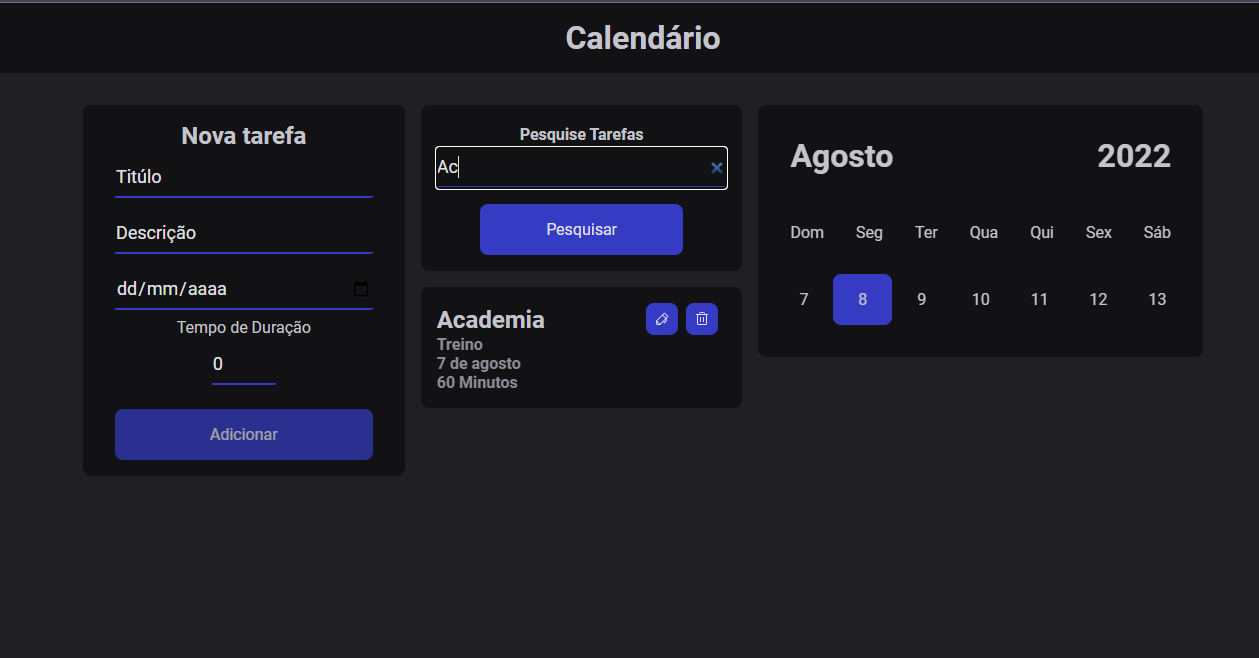 Calendário
Nova tarefa
Titúlo
Descrição
dd/mm/aaaa
Tempo de Duração
0
Adicionar
Pesquise Tarefas
Ac
Pesquisar
Academia
Treino
7 de agosto
60 Minutos
Agosto 2022
Dom Seg Ter Qua Qui Sex Sáb
7 8 9 10 11 12 13